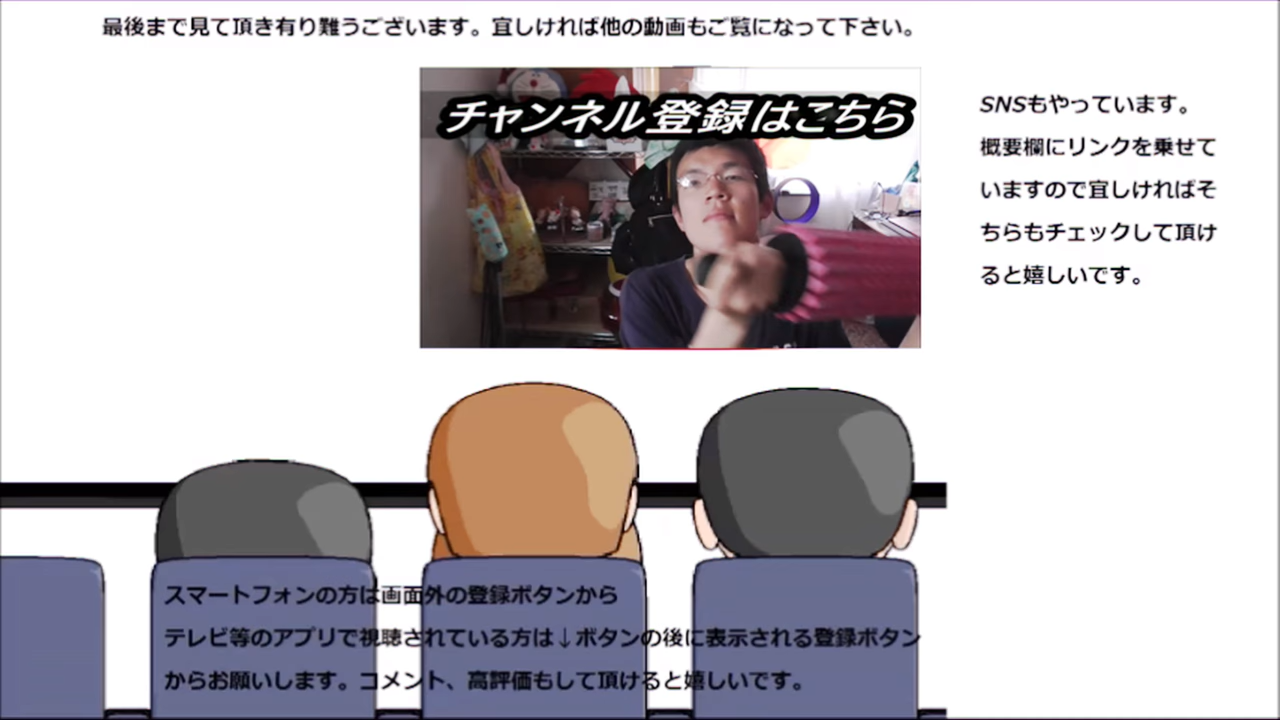 最後まで見て頂き有り難うございます。宜しければ他の動画もご覧になって下さい。
チャンネル登録はこちら
SNSもやっています。
概要欄にリンクを乗せて
いますので宜しければそ
ちらもチェックして頂け
ると嬉しいです。
スマートフォンの方は画面外の登録ボタンから
テレビ等のアプリで視聴されている方は↓ボタンの後に表示される登録ボタン
からお願いします。コメント、高評価もして頂けると嬉しいです。